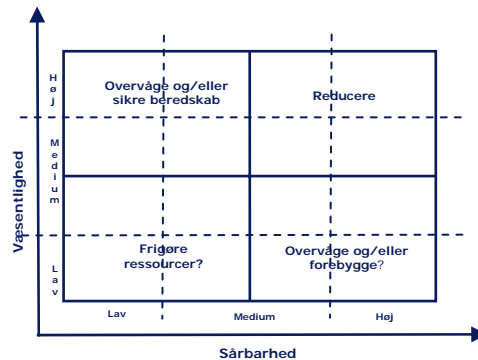 Væsentlighed
Høj
Medium
Lav
Overvåge og/eller
sikre beredskab
Reducere
Frigøre
ressourcer?
Overvåge og/eller
forebygge?
Lav
Medium
Høj
Sårbarhed